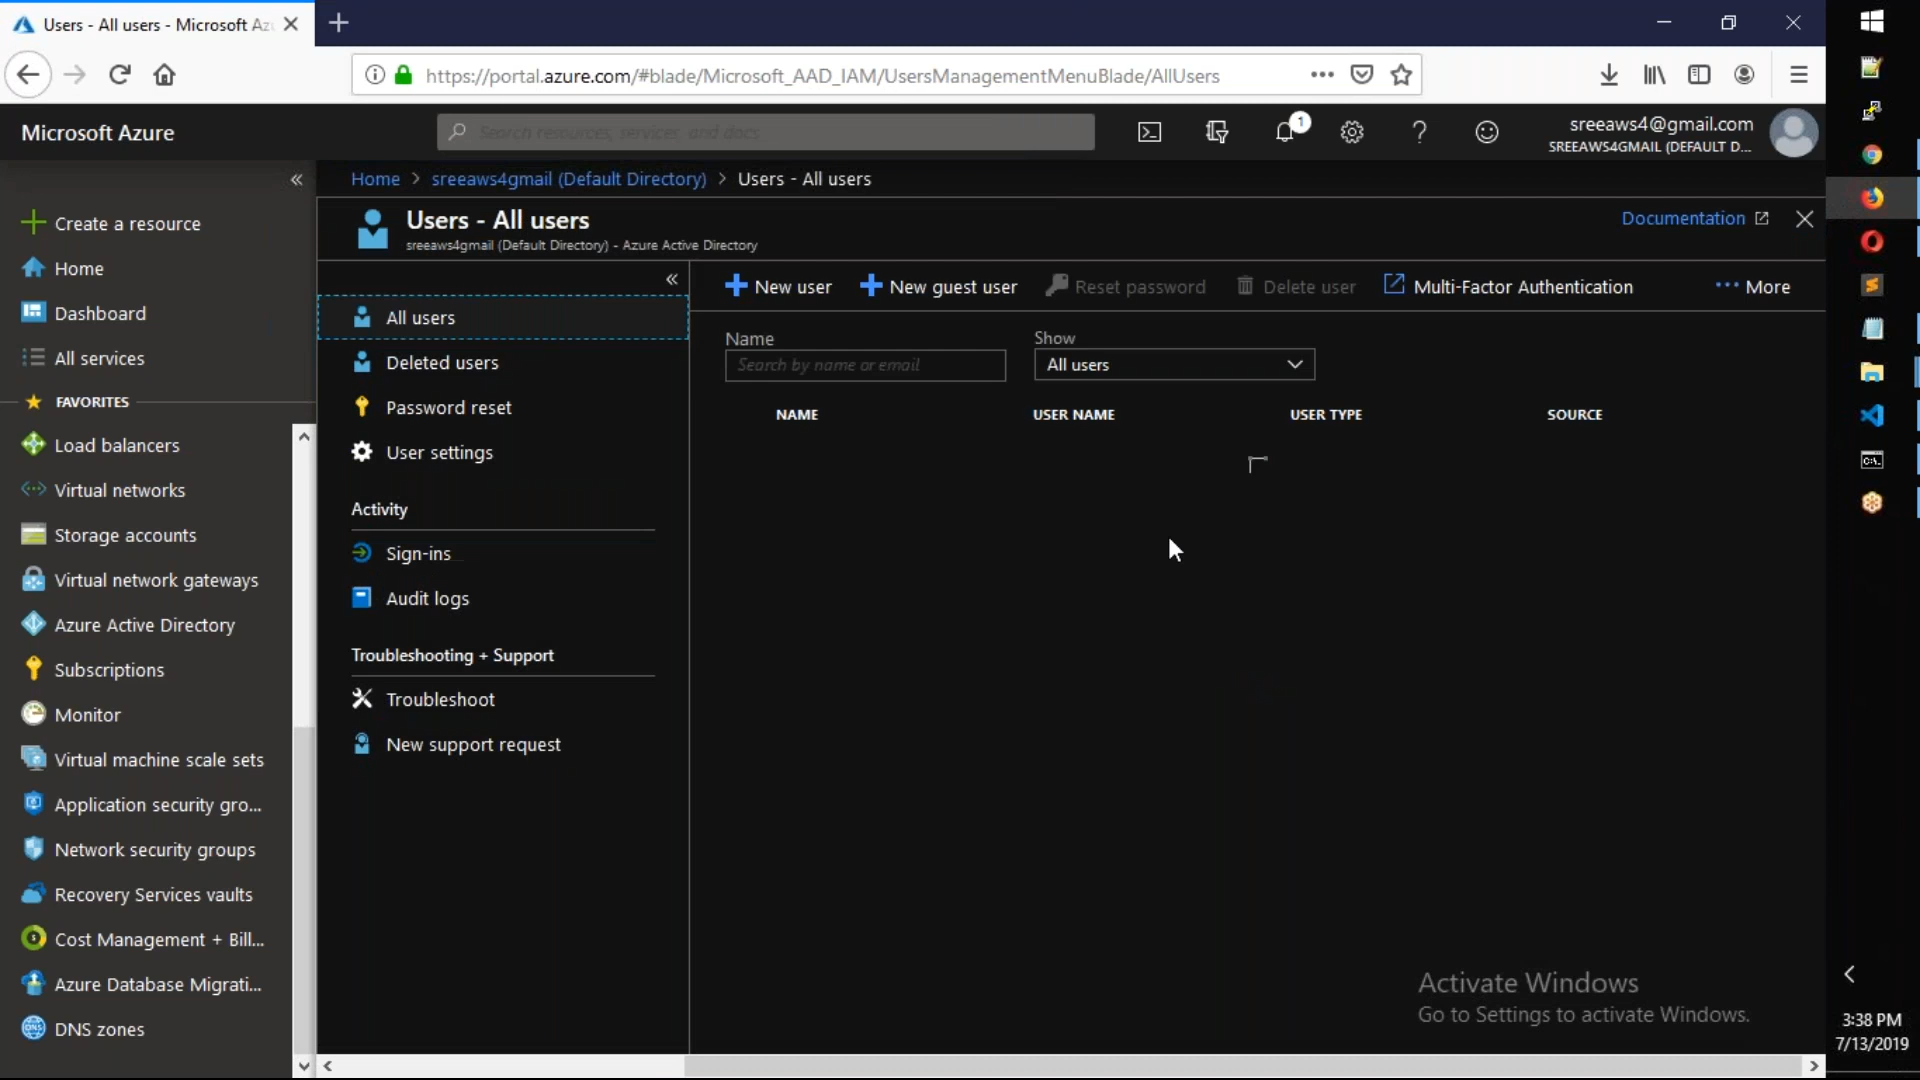 Users - All users - Microsoft Az
https://portal.azure.com/#blade/Microsoft_AAD_IAM/UsersManagementMenuBlade/AllUsers
Microsoft Azure
Search resources, services, and docs
1
sreeaws4@gmail.com
SREEAWS4GMAIL (DEFAULT D...
Create a resource
Home
Dashboard
All services
FAVORITES
Load balancers
Virtual networks
Storage accounts
Virtual network gateways
Azure Active Directory
Subscriptions
Monitor
Virtual machine scale sets
Application security gro...
Network security groups
Recovery Services vaults
Cost Management + Bill...
Azure Database Migrati...
DNS zones
Home > sreeaws4gmail (Default Directory) > Users - All users
Users - All users
sreeaws4gmail (Default Directory) - Azure Active Directory
Documentation
All users
Deleted users
Password reset
User settings
Activity
Sign-ins
Audit logs
Troubleshooting + Support
Troubleshoot
New support request
New user
New guest user
Reset password
Delete user
Multi-Factor Authentication
More
Name
Search by name or email
Show
All users
NAME
USER NAME
USER TYPE
SOURCE
Activate Windows
Go to Settings to activate Windows.
3:38 PM
7/13/2019